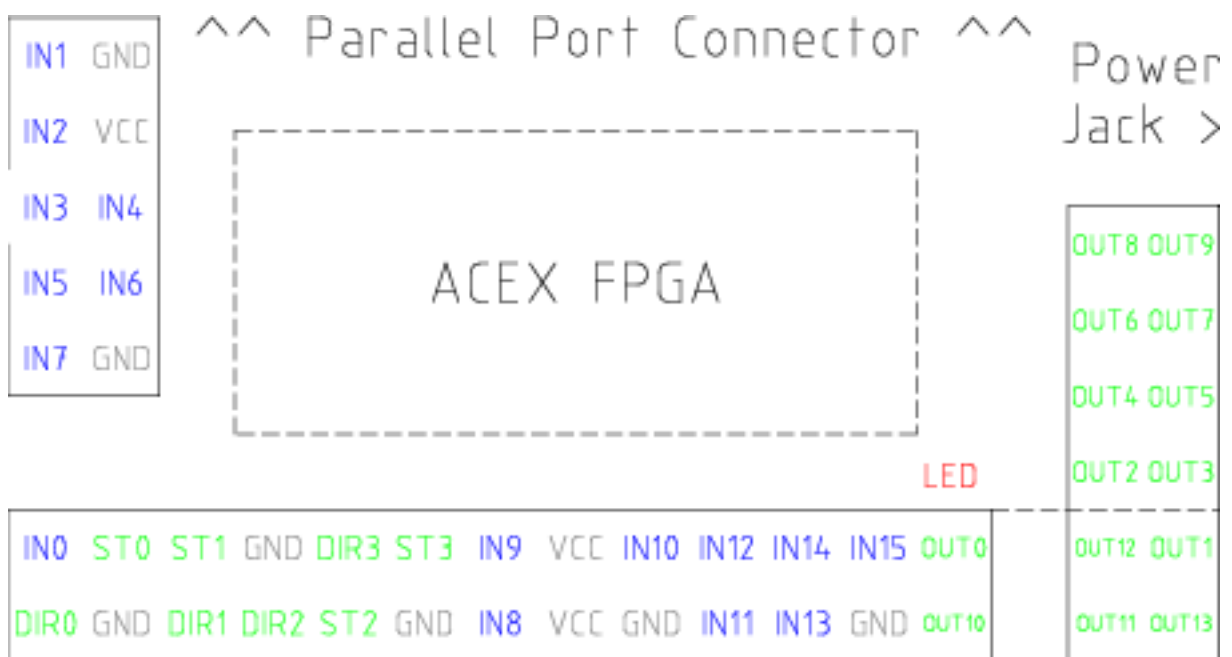 ^^ Parallel Port Connector ^^
Power
Jack >
IN1 GND
IN2 VCC
IN3 IN4
IN5 IN6
IN7 GND
ACEX FPGA
OUT8 OUT9
OUT6 OUT7
OUT4 OUT5
OUT2 OUT3
LED
IN0 ST0 ST1 GND DIR3 ST3 IN9 VCC IN10 IN12 IN14 IN15 OUT0
DIR0 GND DIR1 DIR2 ST2 GND IN8 VCC GND IN11 IN13 GND OUT10
OUT12 OUT1
OUT11 OUT13